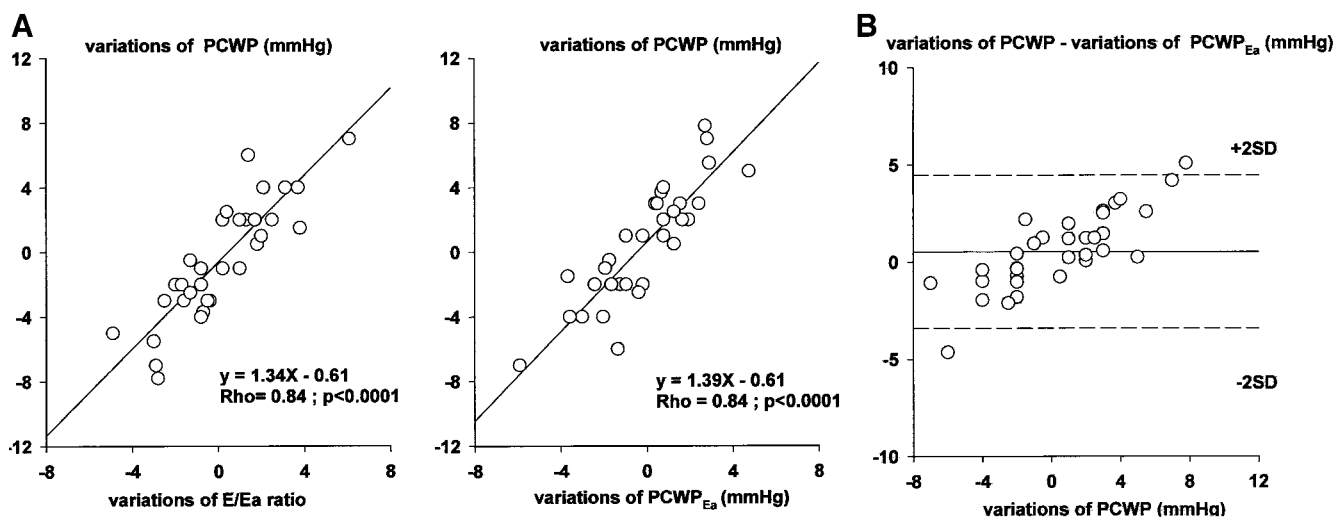 A
variations of PCWP (mmHg)
12
8
4
0
-4
-8
-12
-8
-4
0
4
8
y = 1.34X - 0.61
Rho= 0.84 ; p<0.0001
variations of E/Ea ratio
variations of PCWP (mmHg)
12
8
4
0
-4
-8
-12
-8
-4
0
4
8
y = 1.39X - 0.61
Rho = 0.84 ; p<0.0001
variations of PCWPEa (mmHg)
B
variations of PCWP - variations of PCWPEa (mmHg)
10
5
0
-5
-10
+2SD
-2SD
-8
-4
0
4
8
12
variations of PCWP (mmHg)